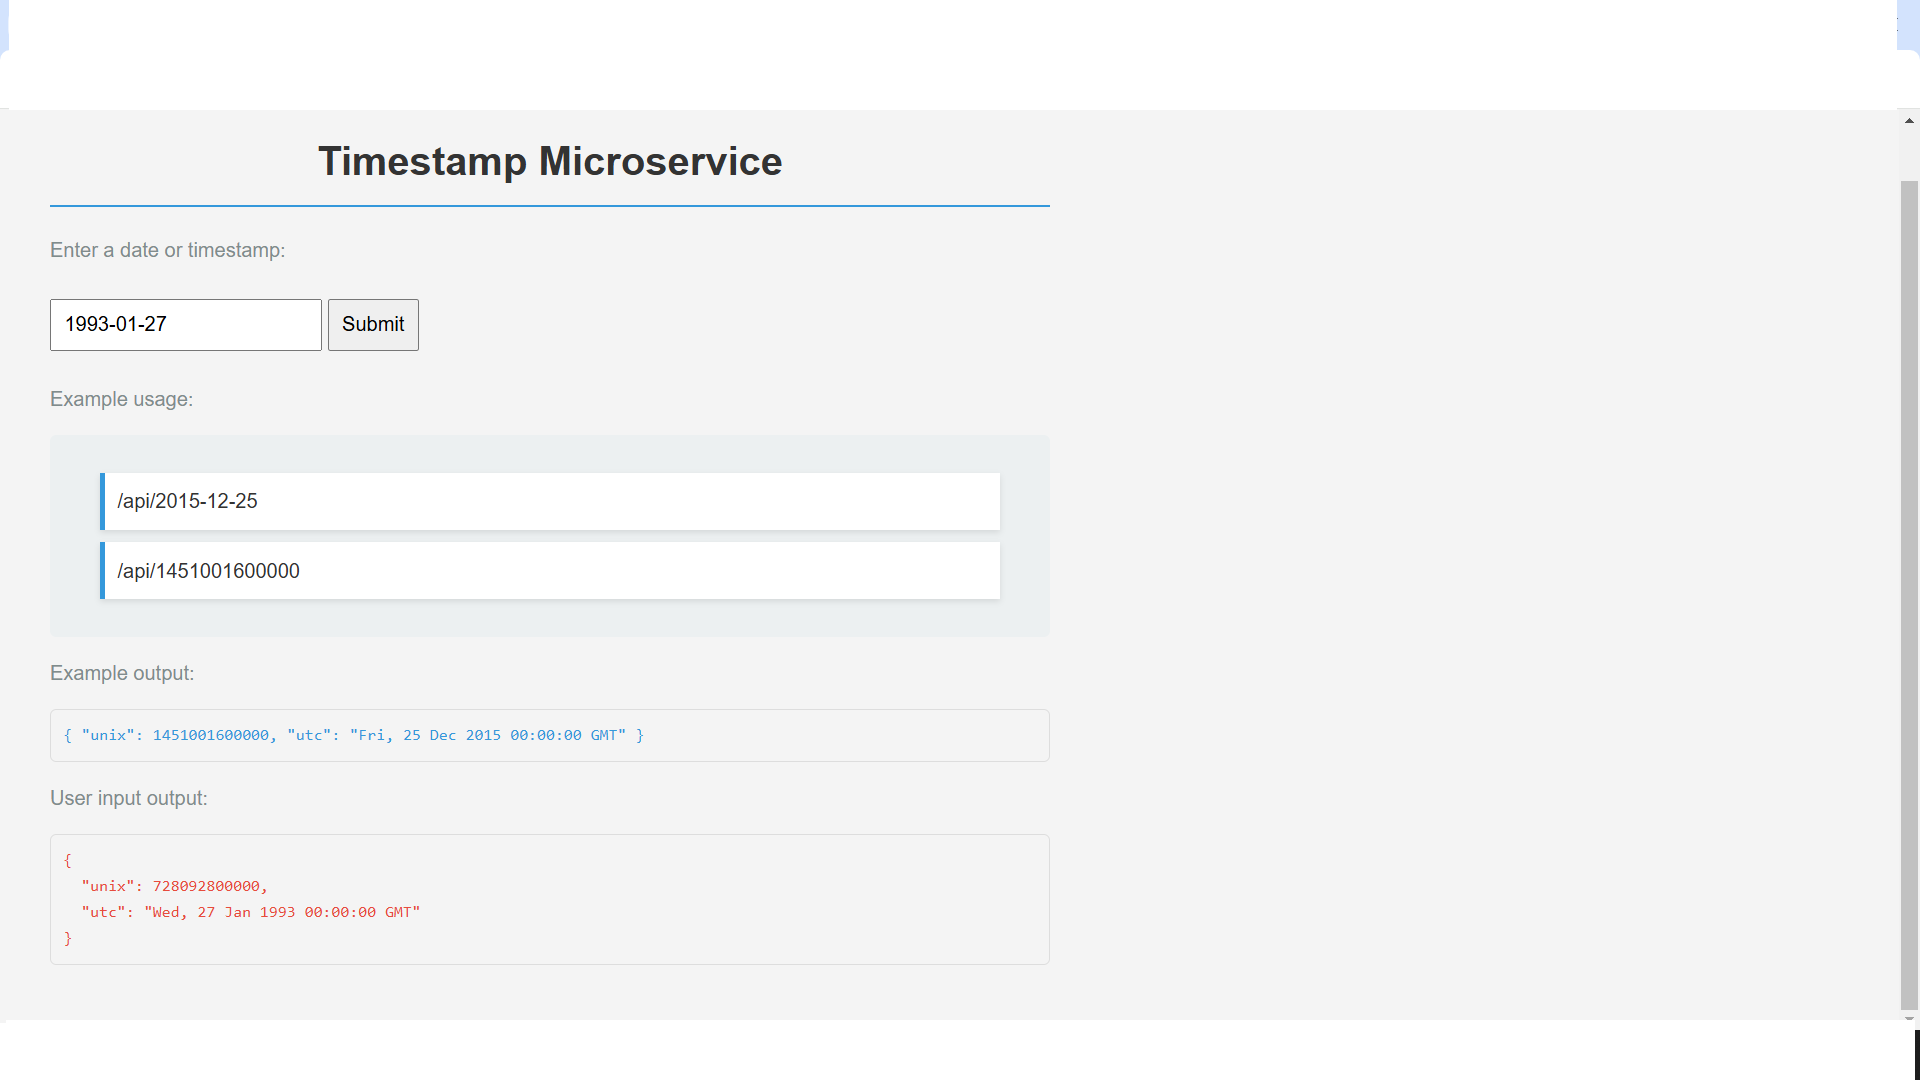 Timestamp Microservice
Enter a date or timestamp:
1993-01-27 Submit
Example usage:
/api/2015-12-25
/api/1451001600000
Example output:
{ "unix": 1451001600000, "utc": "Fri, 25 Dec 2015 00:00:00 GMT" }
User input output:
{
  "unix": 728092800000,
  "utc": "Wed, 27 Jan 1993 00:00:00 GMT"
}